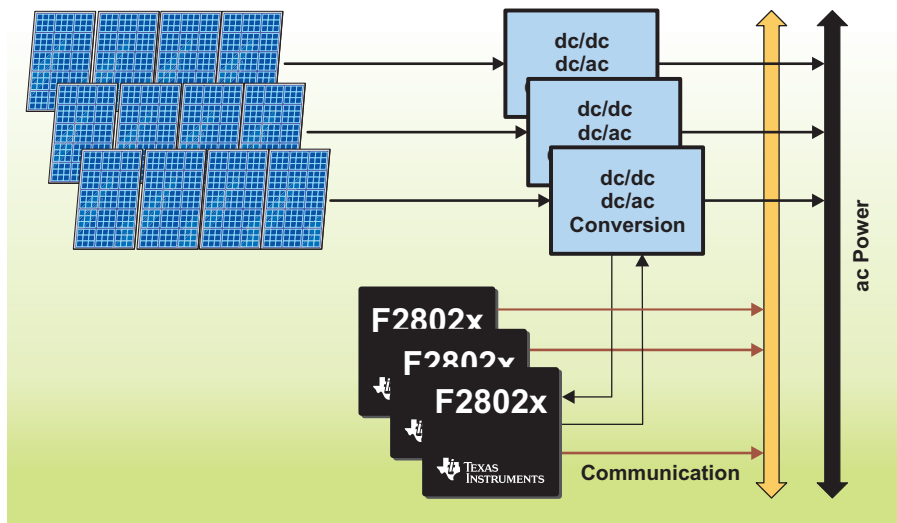 dc/dc
dc/ac
dc/dc
dc/ac
dc/dc
dc/ac
Conversion
ac Power
F2802x
F2802x
F2802x
TEXAS
INSTRUMENTS
Communication